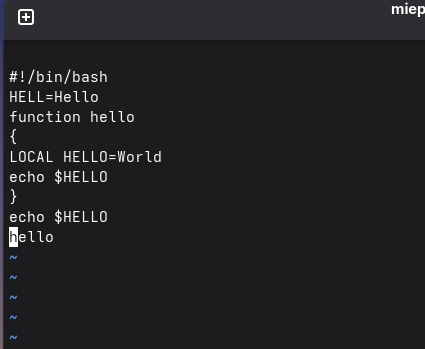 miep
#!/bin/bash
HELL=Hello
function hello
{
LOCAL HELLO=World
echo $HELLO
}
echo $HELLO
hello
~
~
~
~
~